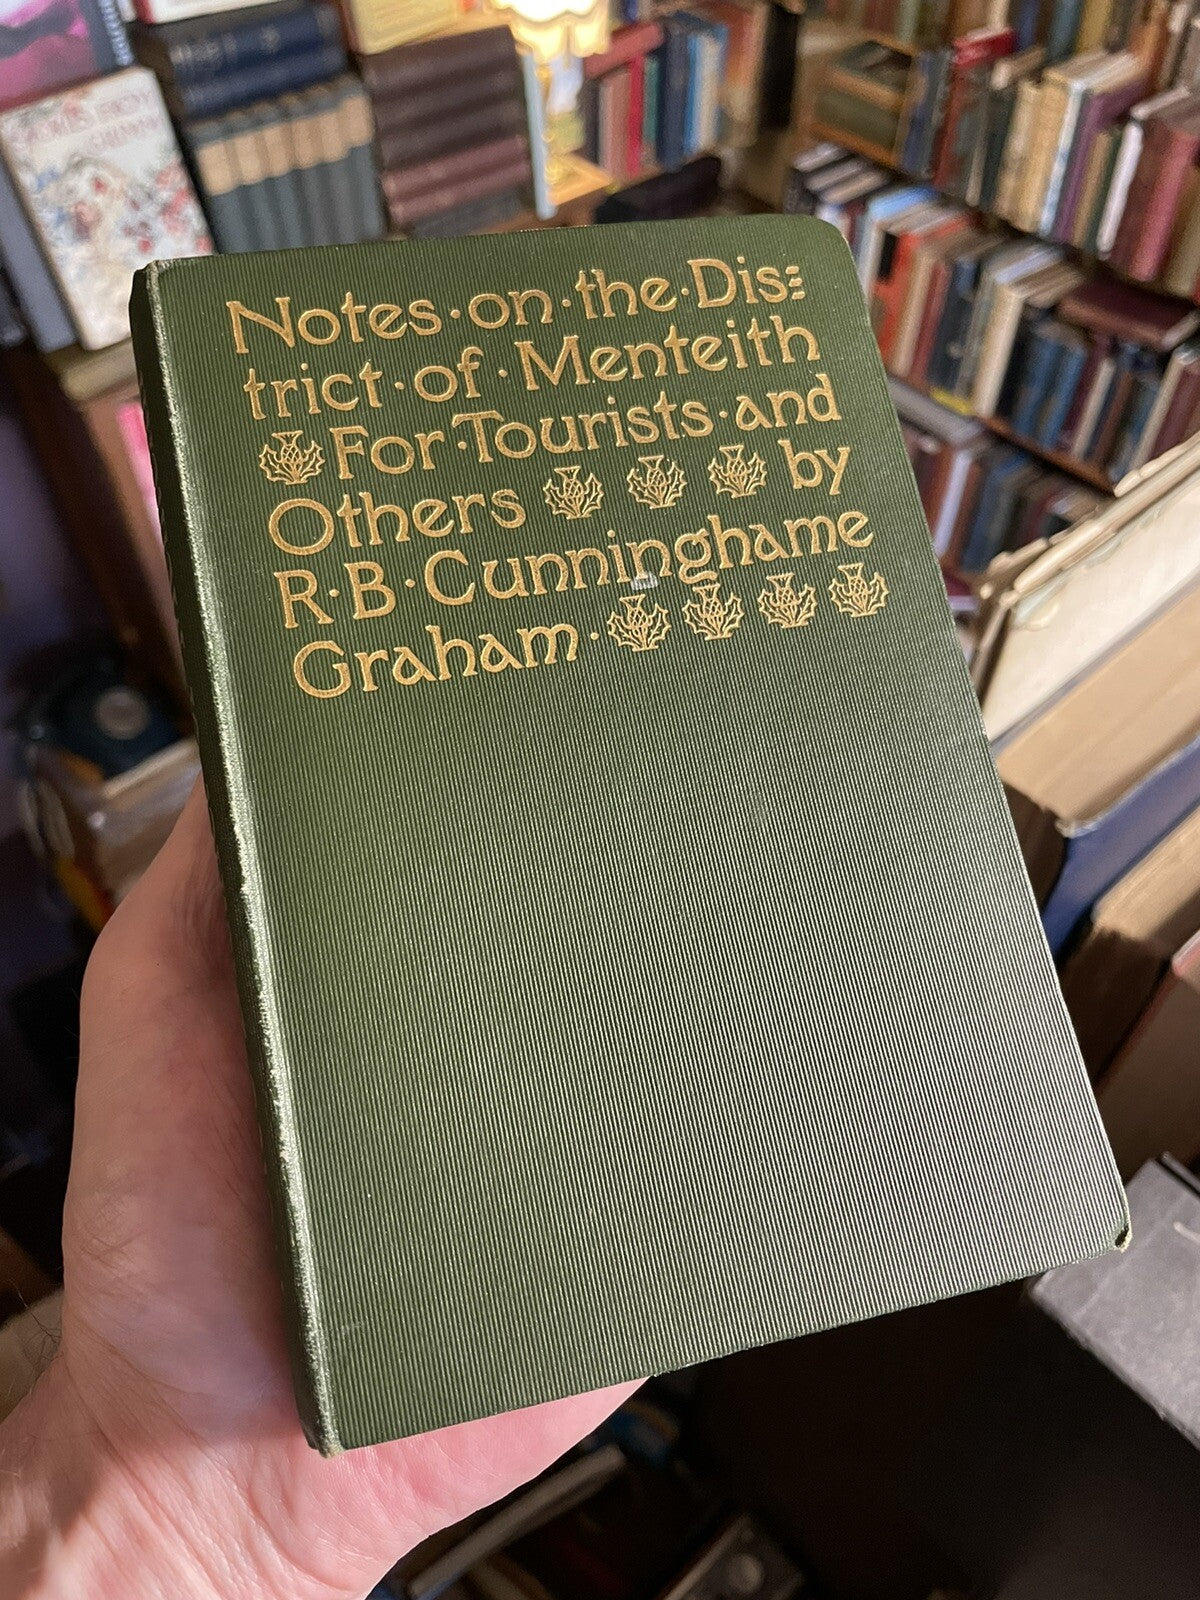 Notes·on·the·Dis=
trict·of·Menteith
For·Tourists·and
Others by
R·B·Cunninghame
Graham·